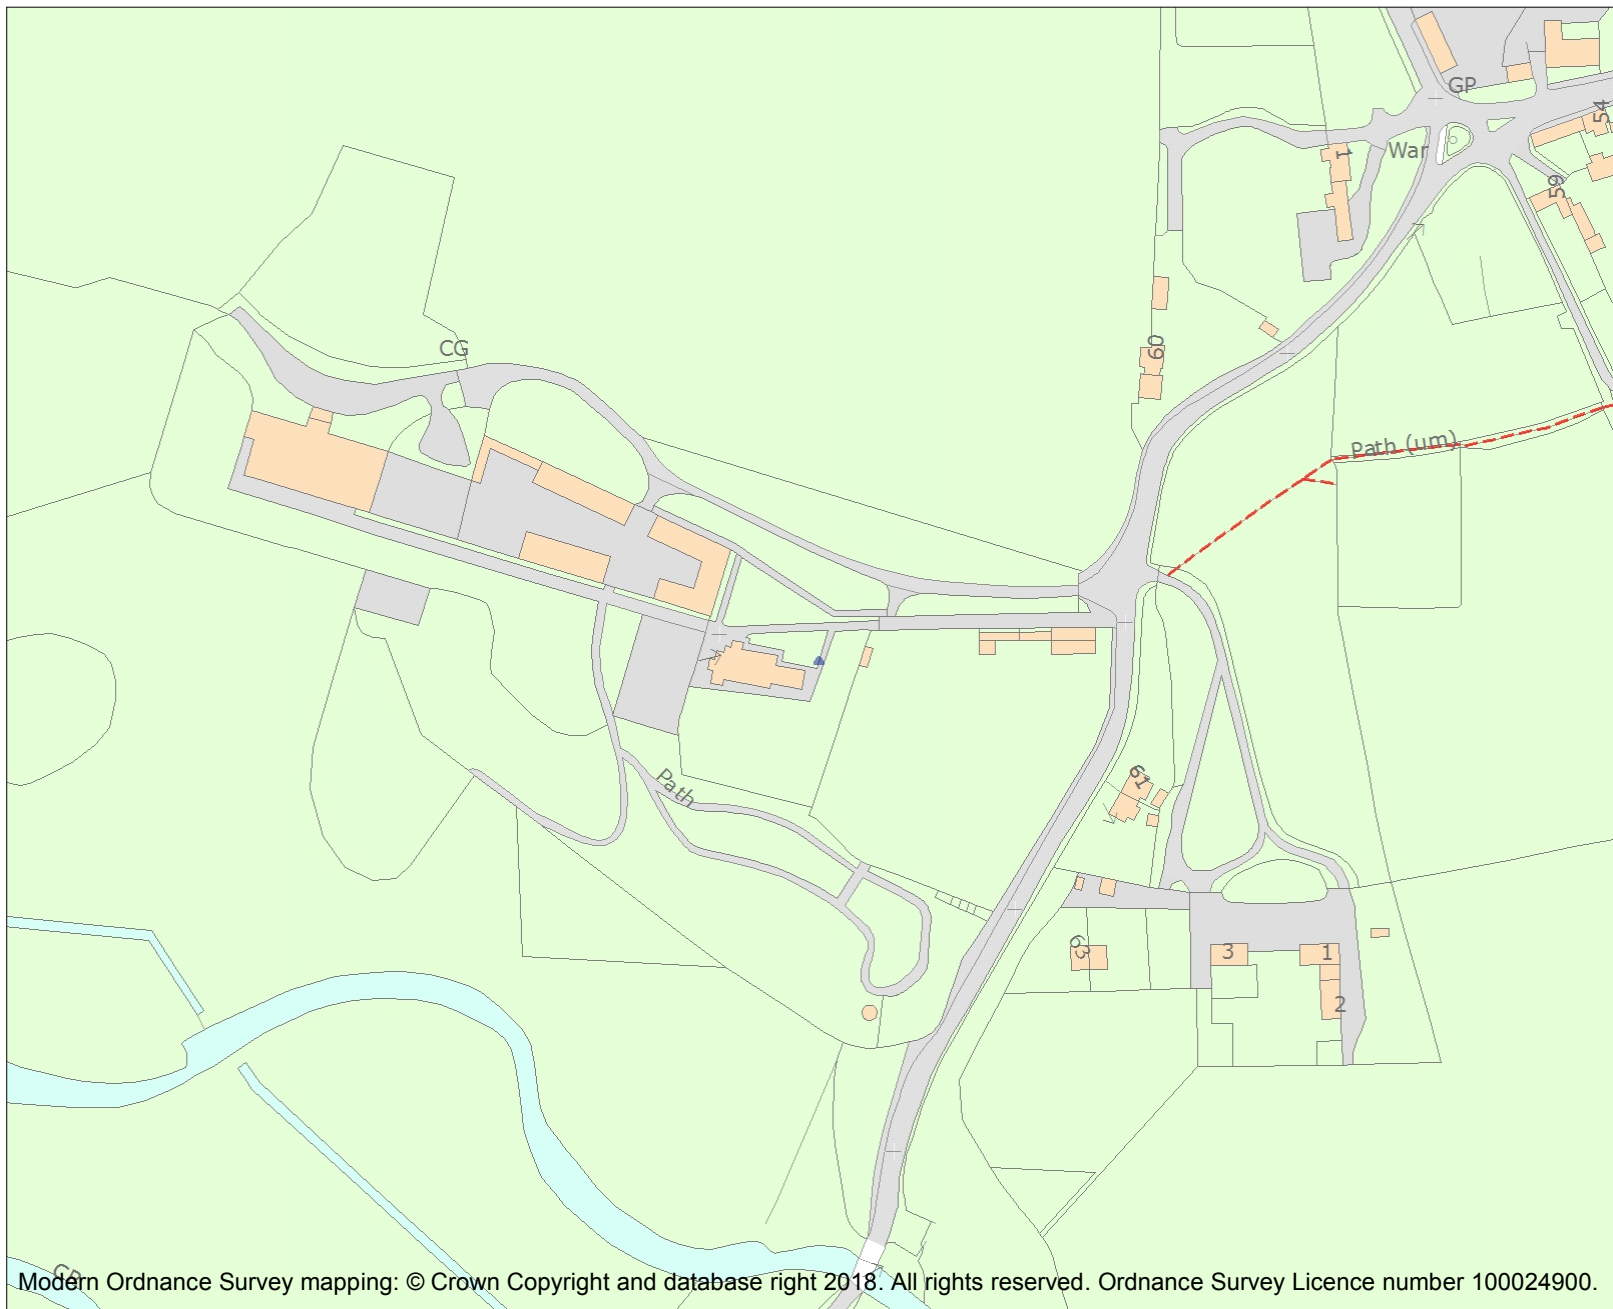 GP
54
War
1
59
60
CG
Path (um)
Path
61
63
3
1
2
Modern Ordnance Survey mapping: © Crown Copyright and database right 2018. All rights reserved. Ordnance Survey Licence number 100024900.